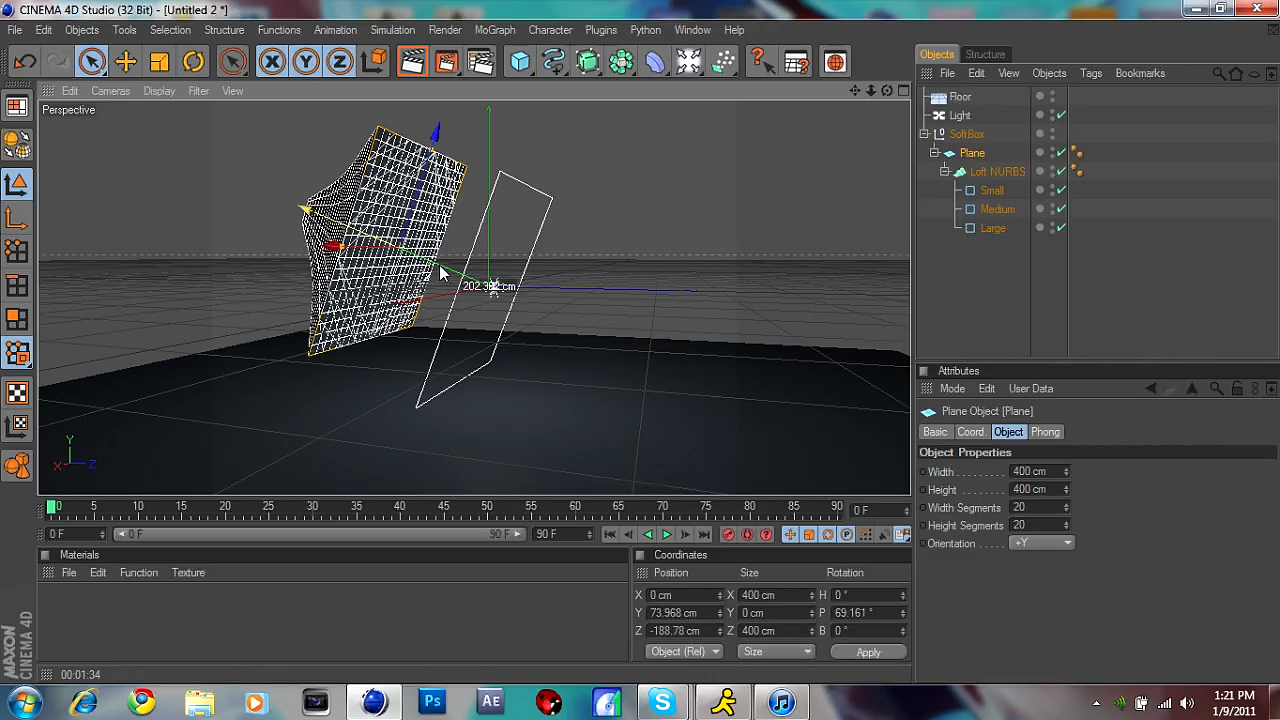 CINEMA 4D Studio (32 Bit) - [Untitled 2 *]
File Edit Objects Tools Selection Structure Functions Animation Simulation Render MoGraph Character Plugins Python Window Help
X Y Z
Edit Cameras Display Filter View
Perspective
Y
X Z
0 5 10 15 20 25 30 35 40 45 50 55 60 65 70 75 80 85 90 0 F
0 F 0 F 90 F 90 F
Materials
File Edit Function Texture
Coordinates
Position Size Rotation
X 0 cm X 400 cm H 0 °
Y 73.968 cm Y 0 cm P 69.161 °
Z -188.78 cm Z 400 cm B 0 °
Object (Rel) Size Apply
00:01:34
MAXON
CINEMA 4D
Objects Structure
File Edit View Objects Tags Bookmarks
Floor
Light
SoftBox
Plane
Loft NURBS
Small
Medium
Large
Attributes
Mode Edit User Data
Plane Object [Plane]
Basic Coord Object Phong
Object Properties
Width 400 cm
Height 400 cm
Width Segments 20
Height Segments 20
Orientation +Y
Ps AE
1:21 PM
1/9/2011